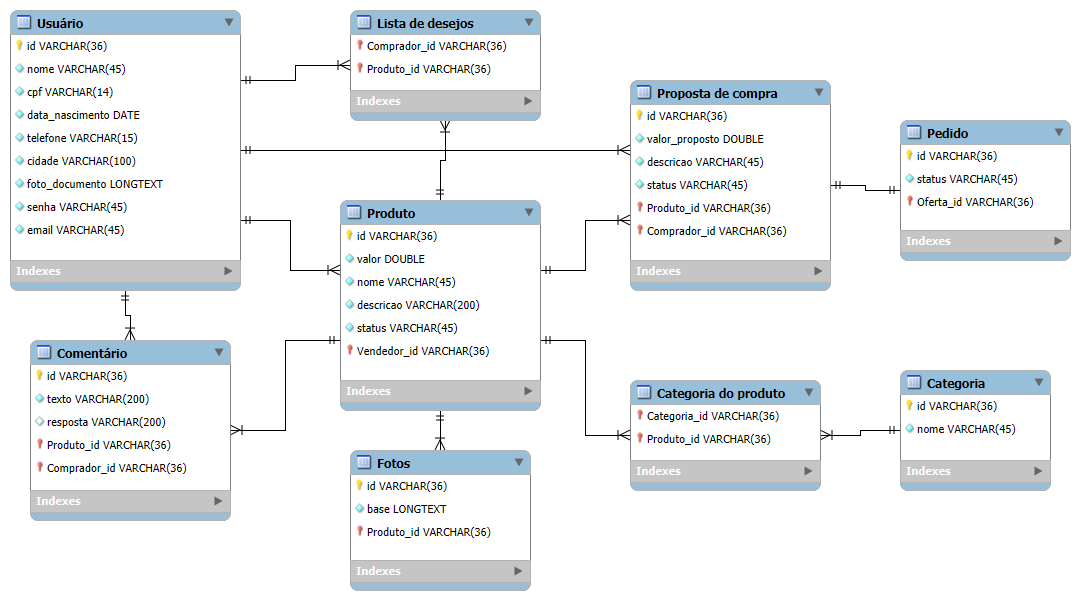 Usuário
id VARCHAR(36)
nome VARCHAR(45)
cpf VARCHAR(14)
data_nascimento DATE
telefone VARCHAR(15)
cidade VARCHAR(100)
foto_documento LONGTEXT
senha VARCHAR(45)
email VARCHAR(45)
Indexes
Lista de desejos
Comprador_id VARCHAR(36)
Produto_id VARCHAR(36)
Indexes
Proposta de compra
id VARCHAR(36)
valor_proposto DOUBLE
descricao VARCHAR(45)
status VARCHAR(45)
Produto_id VARCHAR(36)
Comprador_id VARCHAR(36)
Indexes
Pedido
id VARCHAR(36)
status VARCHAR(45)
Oferta_id VARCHAR(36)
Indexes
Produto
id VARCHAR(36)
valor DOUBLE
nome VARCHAR(45)
descricao VARCHAR(200)
status VARCHAR(45)
Vendedor_id VARCHAR(36)
Indexes
Comentário
id VARCHAR(36)
texto VARCHAR(200)
resposta VARCHAR(200)
Produto_id VARCHAR(36)
Comprador_id VARCHAR(36)
Indexes
Fotos
id VARCHAR(36)
base LONGTEXT
Produto_id VARCHAR(36)
Indexes
Categoria do produto
Categoria_id VARCHAR(36)
Produto_id VARCHAR(36)
Indexes
Categoria
id VARCHAR(36)
nome VARCHAR(45)
Indexes